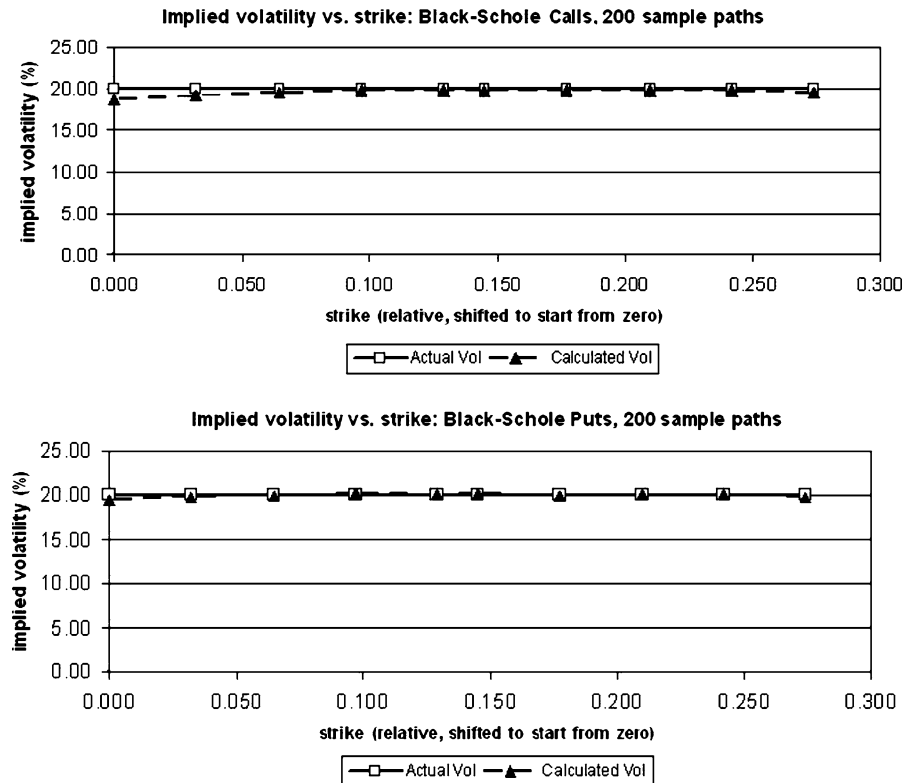 Implied volatility vs. strike: Black-Schole Calls, 200 sample paths
implied volatility (%)
25.00
20.00
15.00
10.00
5.00
0.00
0.000 0.050 0.100 0.150 0.200 0.250 0.300
strike (relative, shifted to start from zero)
Actual Vol Calculated Vol
Implied volatility vs. strike: Black-Schole Puts, 200 sample paths
implied volatility (%)
25.00
20.00
15.00
10.00
5.00
0.00
0.000 0.050 0.100 0.150 0.200 0.250 0.300
strike (relative, shifted to start from zero)
Actual Vol Calculated Vol